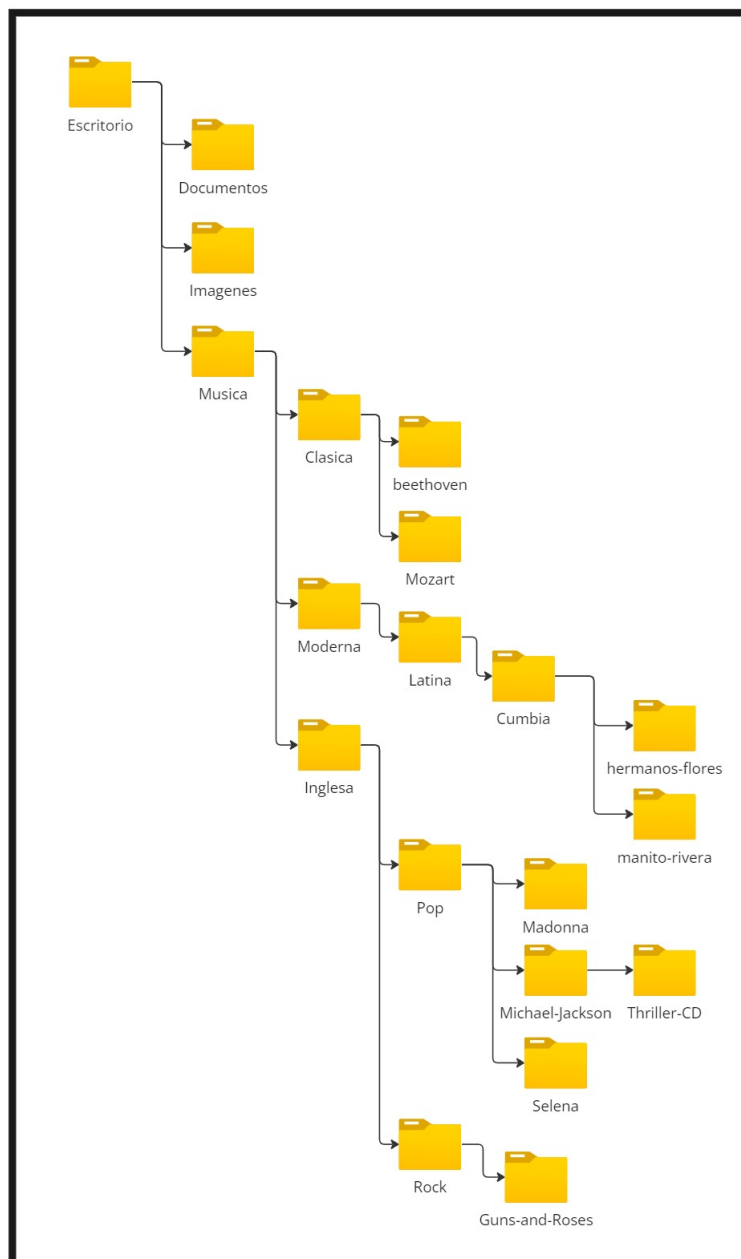 Escritorio
Documentos
Imagenes
Musica
Clasica
beethoven
Mozart
Moderna
Latina
Cumbia
hermanos-flores
manito-rivera
Inglesa
Pop
Madonna
Michael-Jackson
Thriller-CD
Selena
Rock
Guns-and-Roses